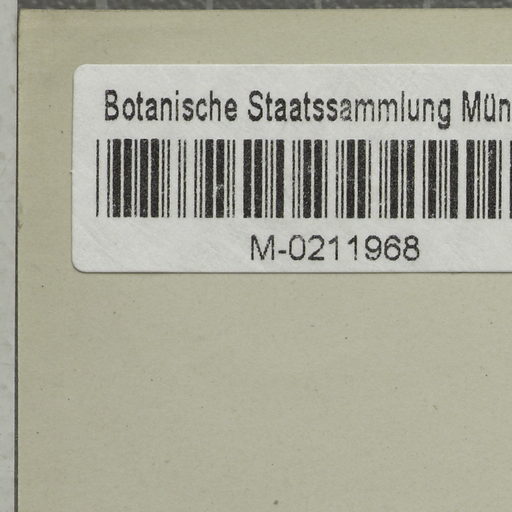 Botanische Staatssammlung Mün
M-0211968